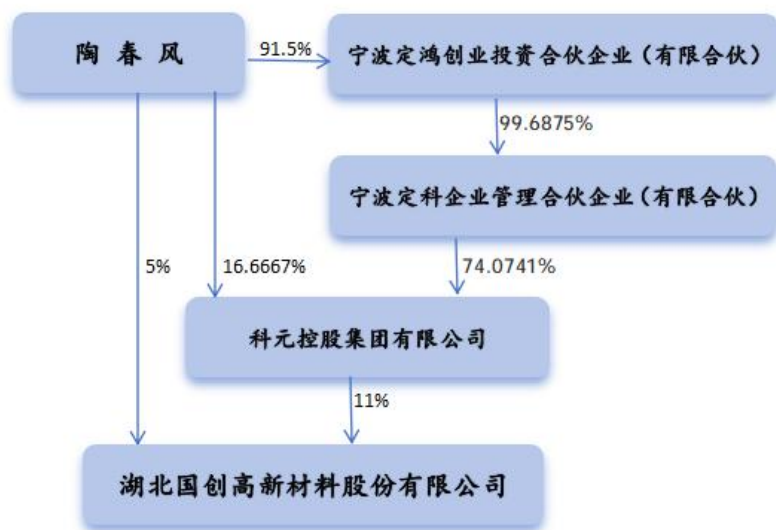 陶春风
91.5%
宁波定鸿创业投资合伙企业（有限合伙）
99.6875%
宁波定科企业管理合伙企业（有限合伙）
5%
16.6667%
74.0741%
科元控股集团有限公司
11%
湖北国创高新材料股份有限公司